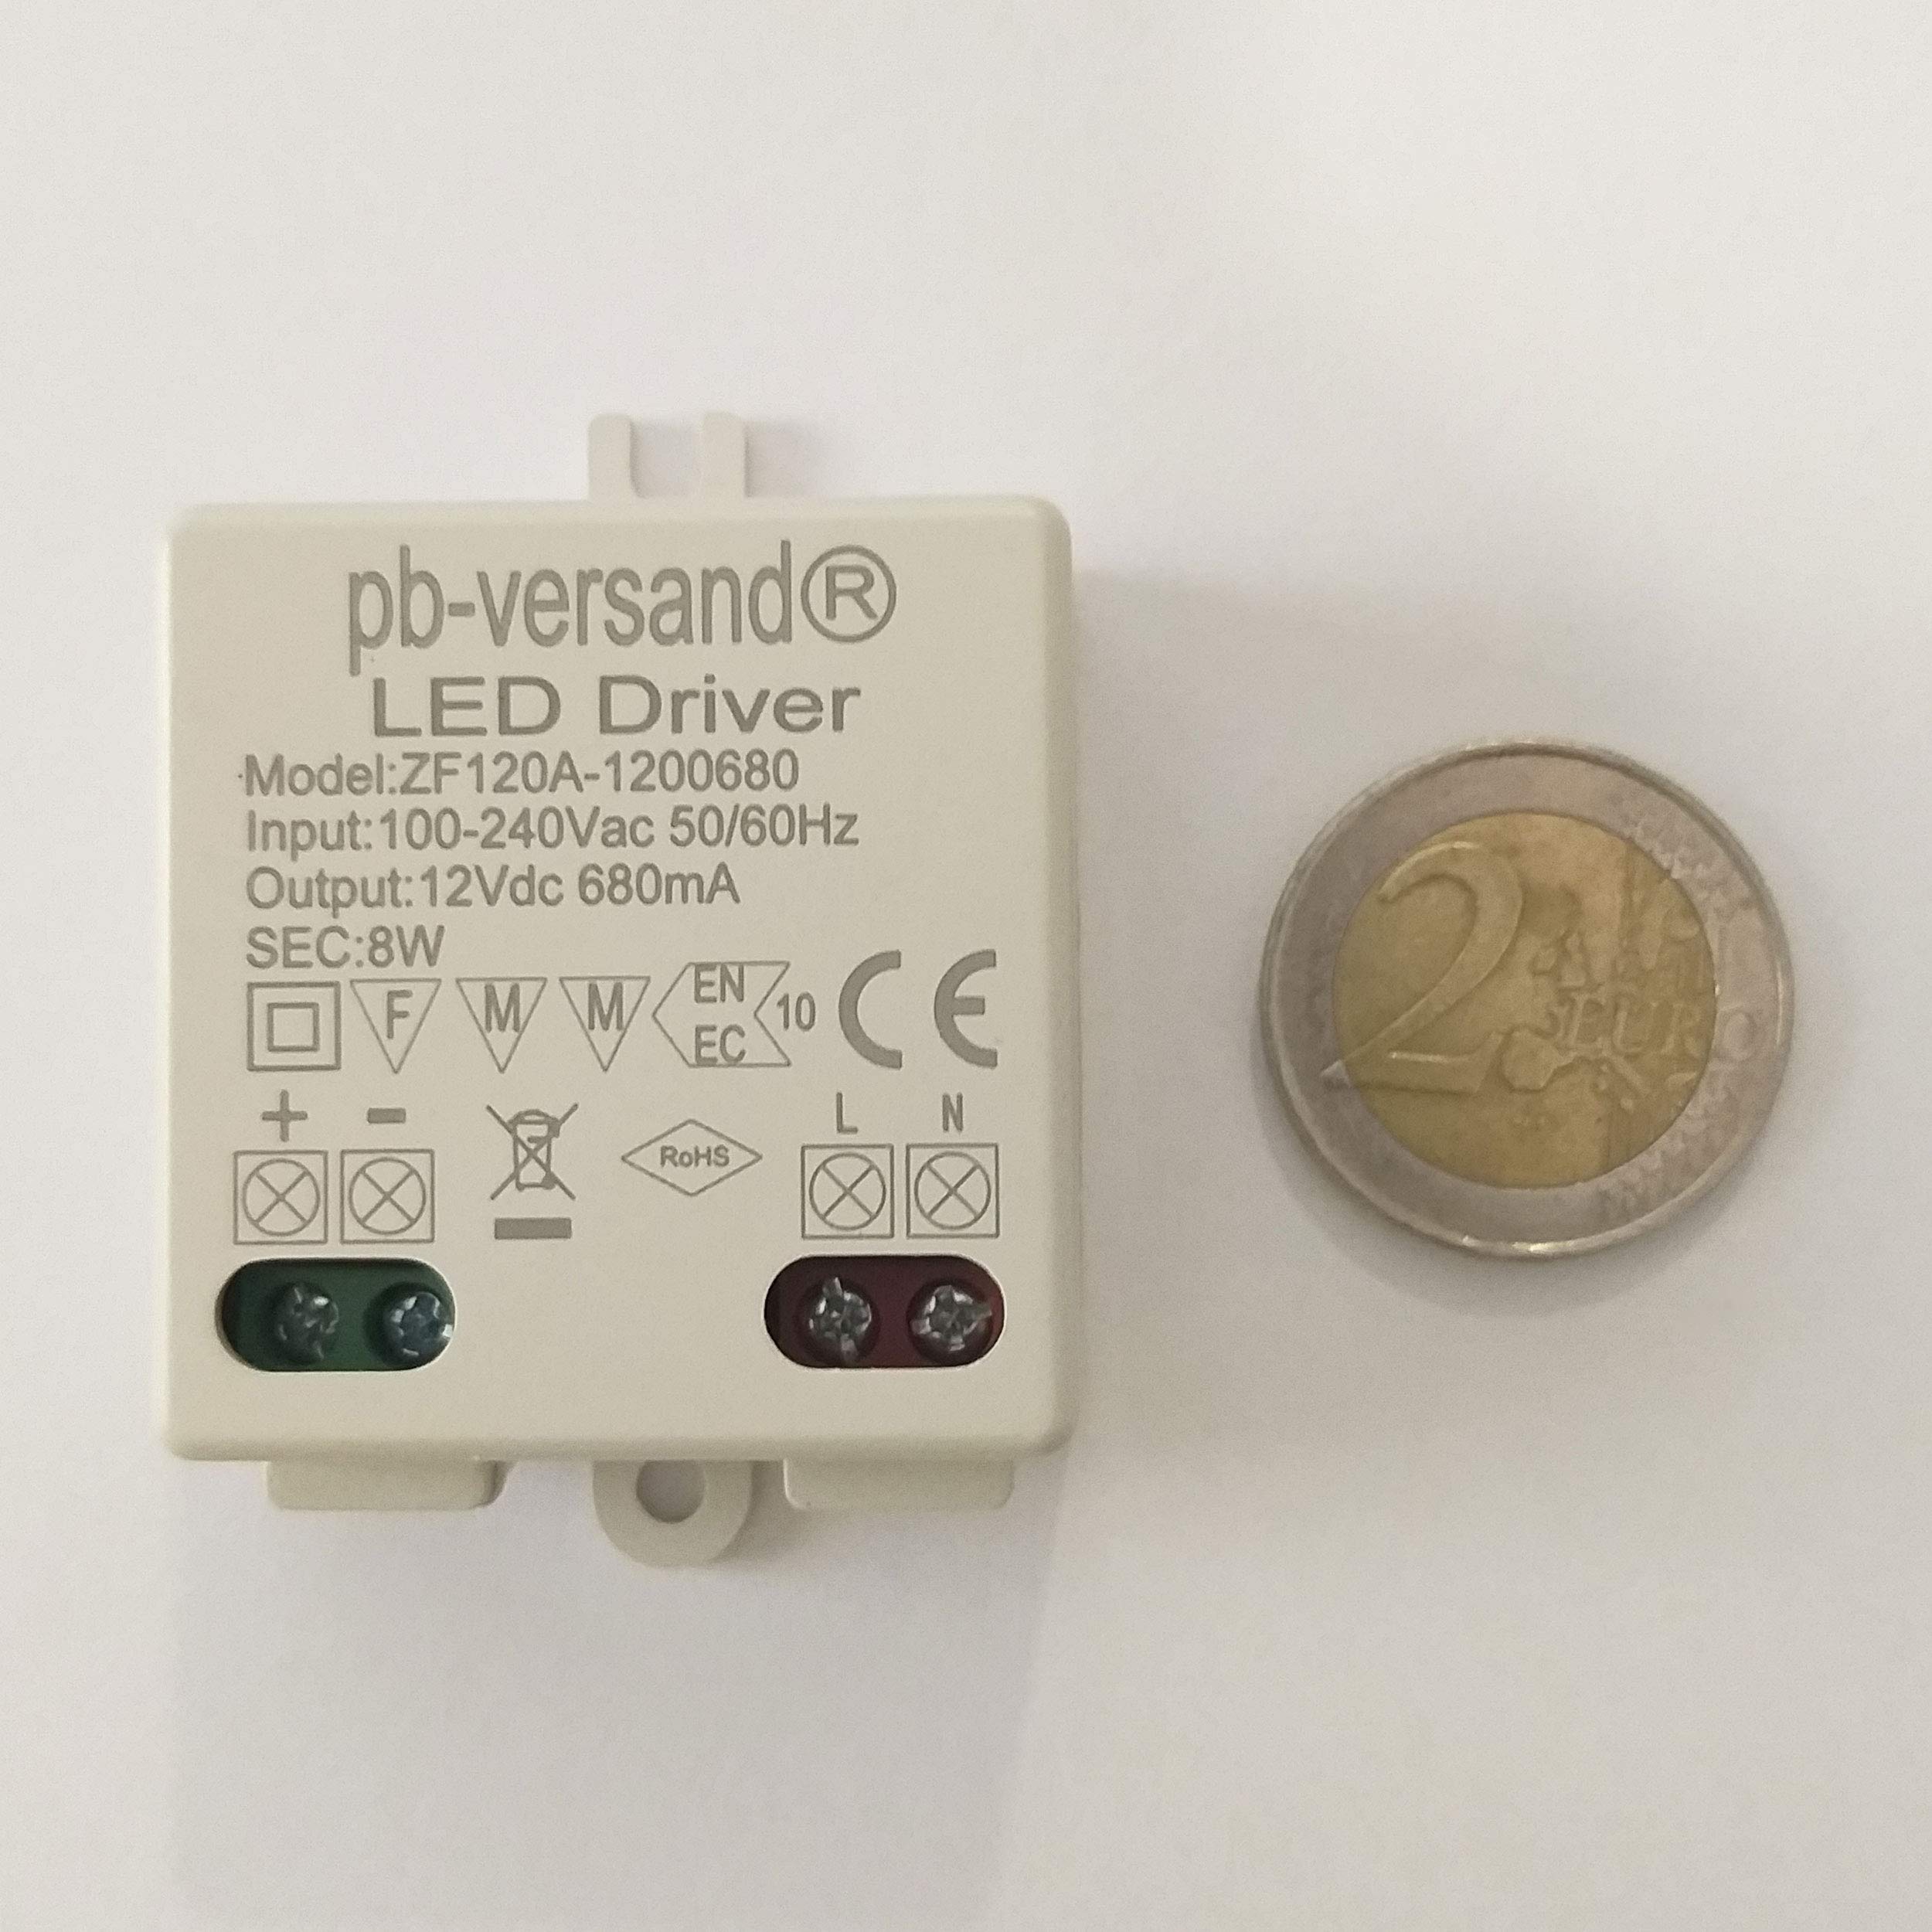 pb-versand®
LED Driver
Model:ZF120A-1200680
Input:100-240Vac 50/60Hz
Output:12Vdc 680mA
SEC:8W
F M M EN EC 10 CE
+ - RoHS L N
2 EUR